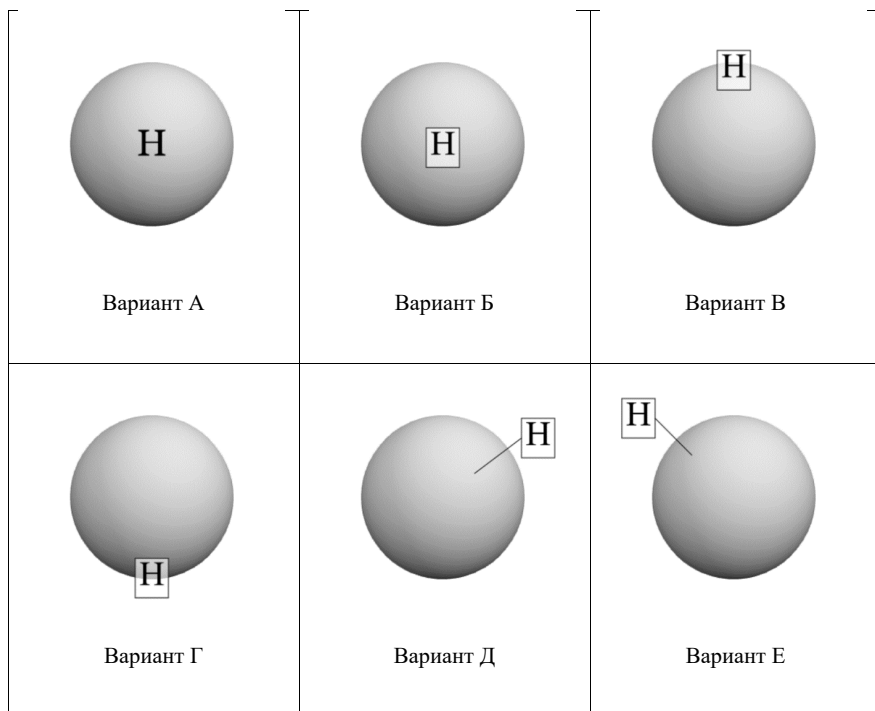 H
H
H
Вариант А
Вариант Б
Вариант В
H
H
H
Вариант Г
Вариант Д
Вариант Е